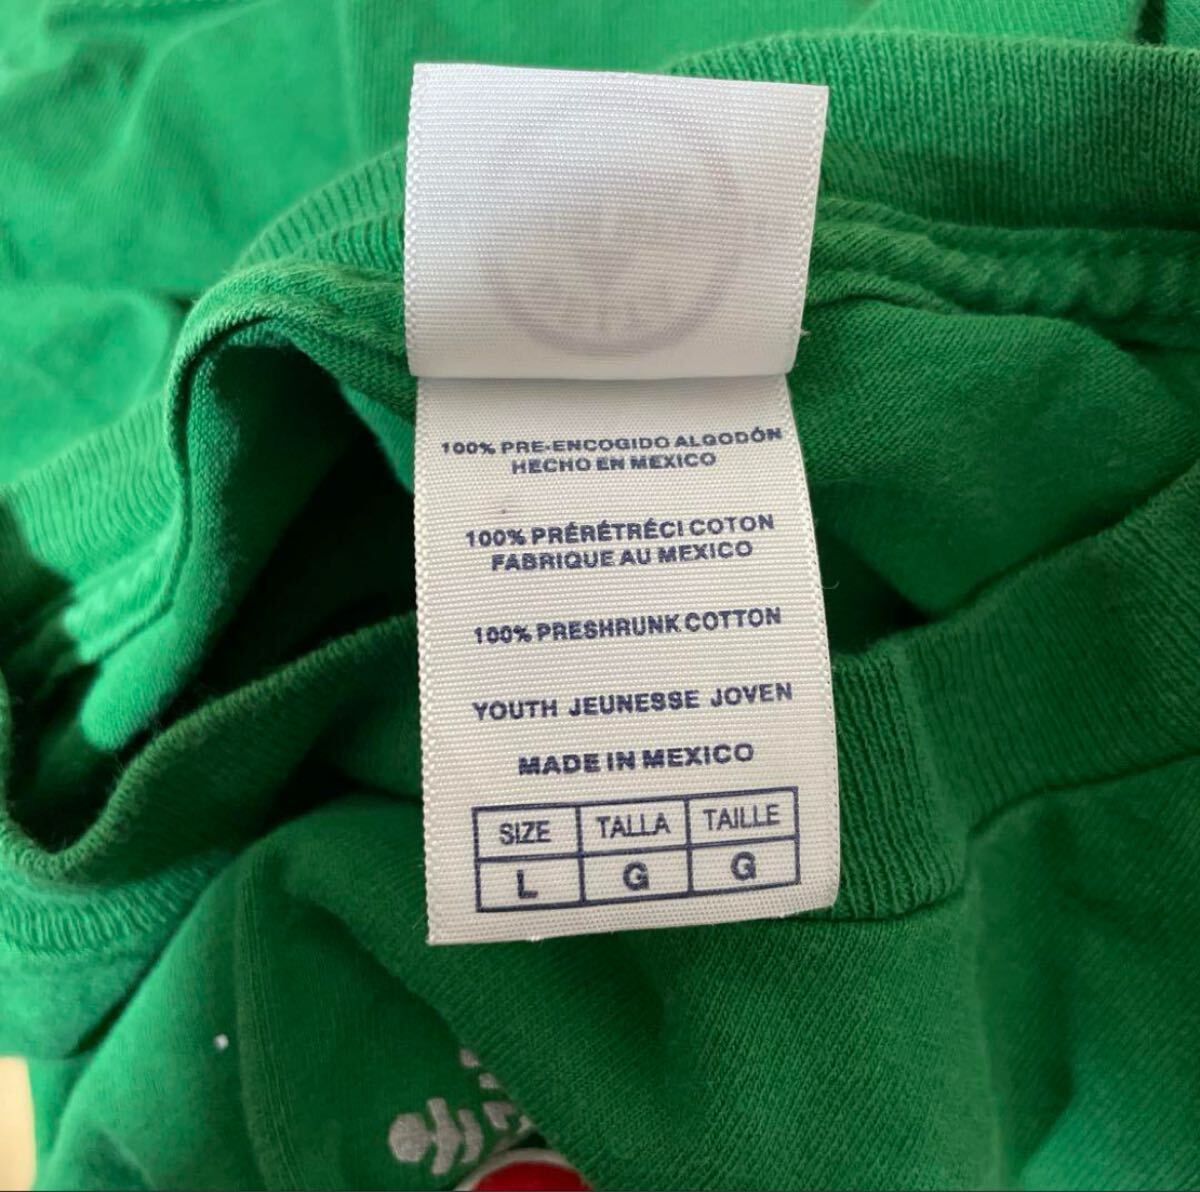 100% PRE-ENCOGIDO ALGODÓN
HECHO EN MEXICO
100% PRÉRÉTRÉCI COTON
FABRIQUE AU MEXICO
100% PRESHRUNK COTTON
YOUTH JEUNESSE JOVEN
MADE IN MEXICO
SIZE TALLA TAILLE
L G G